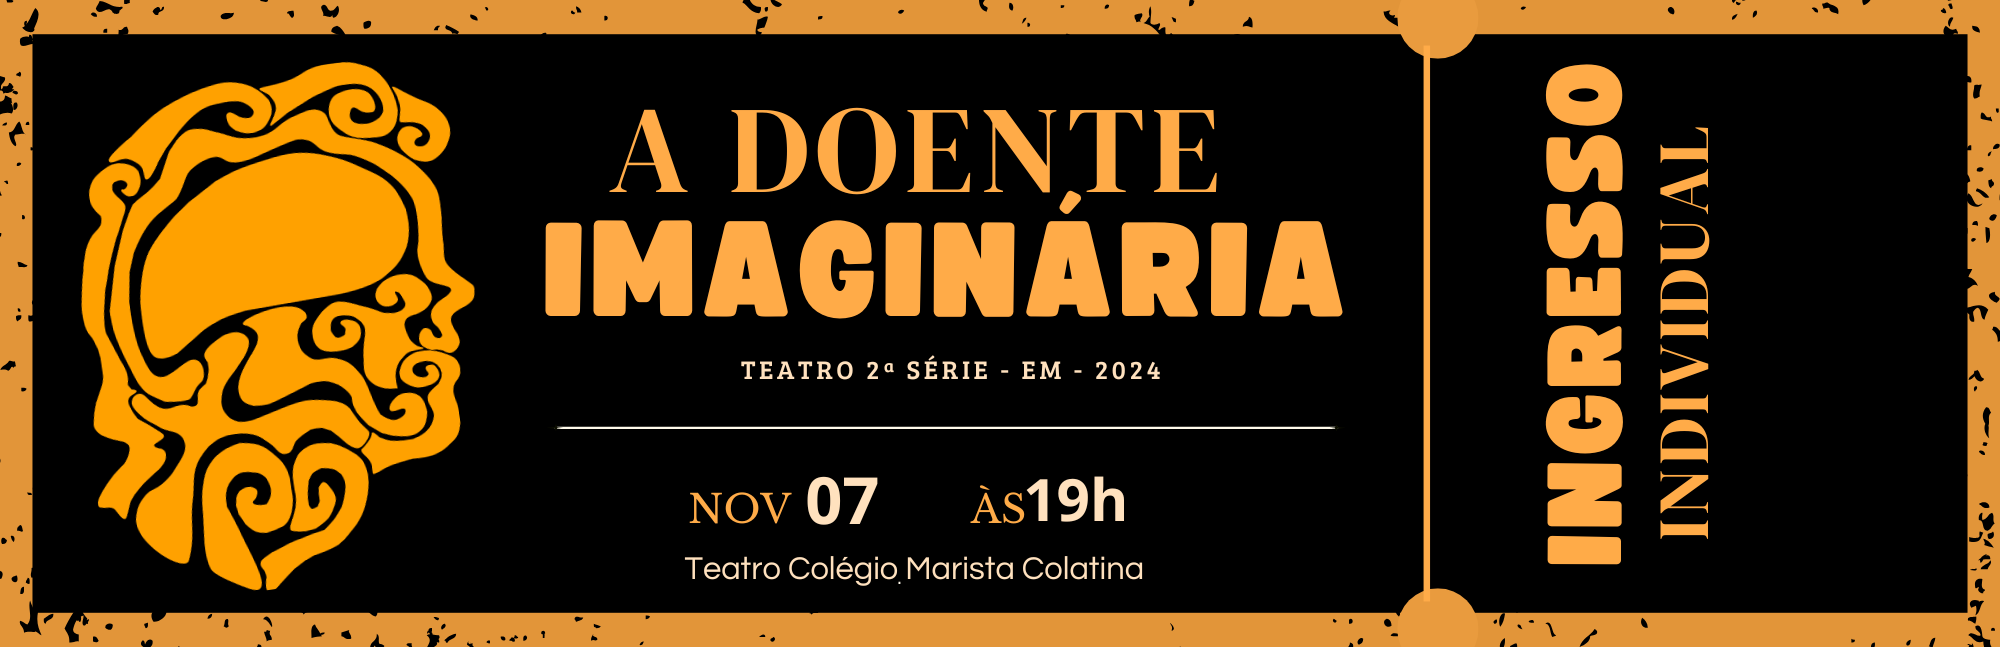 A DOENTE
IMAGINÁRIA
TEATRO 2ª SÉRIE - EM - 2024
NOV 07 ÀS19h
Teatro Colégio Marista Colatina
INGRESSO
INDIVIDUAL